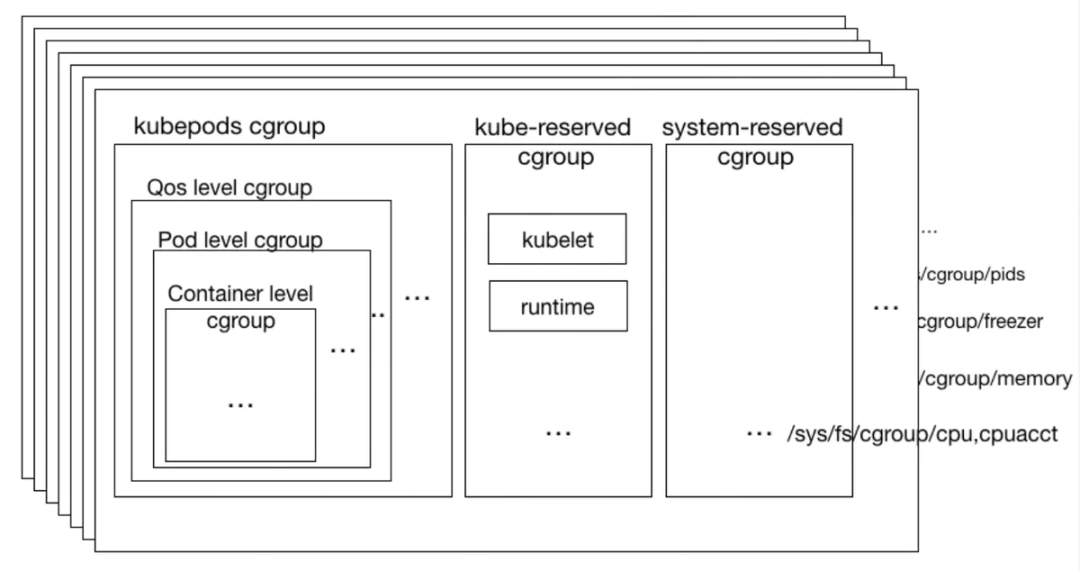 kubepods cgroup
kube-reserved
cgroup
system-reserved
cgroup
Qos level cgroup
Pod level cgroup
Container level
cgroup
...
...
..
...
kubelet
runtime
...
...
...
...
s/cgroup/pids
cgroup/freezer
/cgroup/memory
/sys/fs/cgroup/cpu,cpuacct